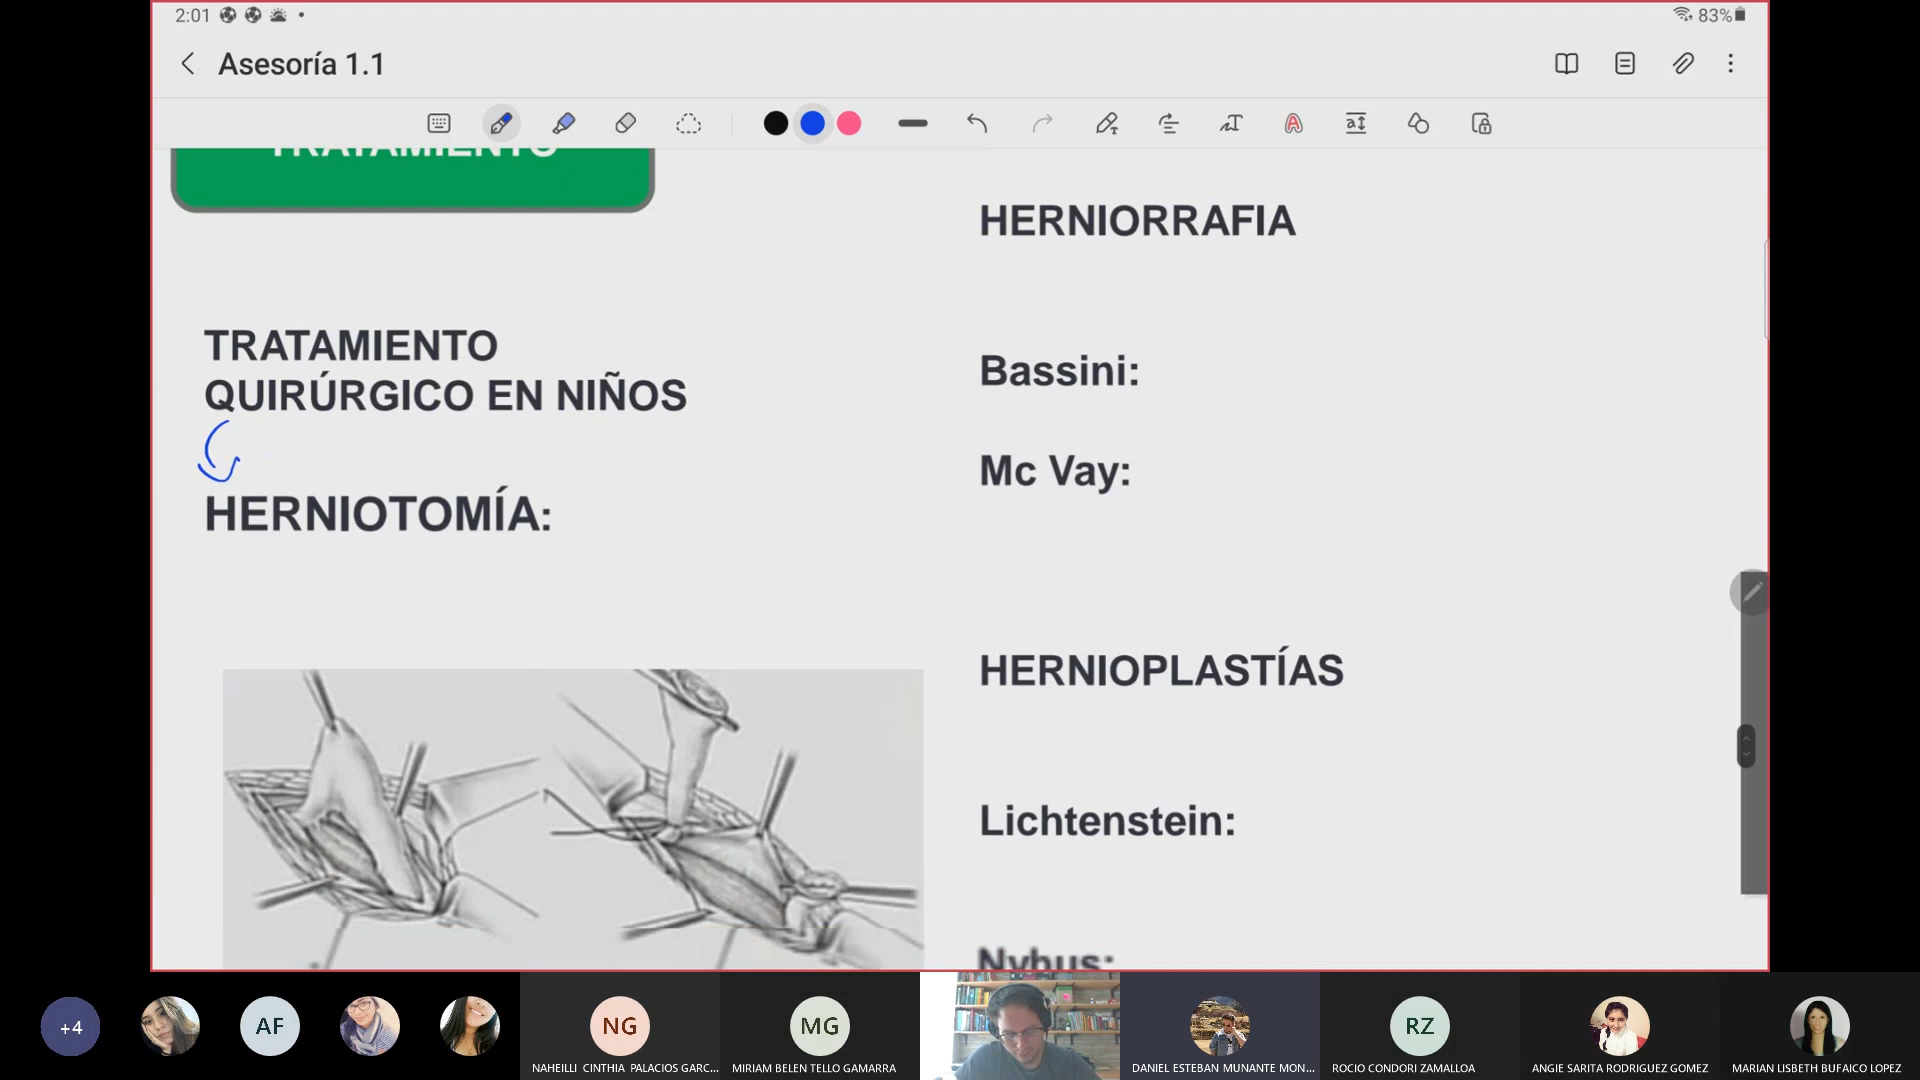 2:01
83%
Asesoría 1.1
TRATAMIENTO
HERNIORRAFIA
TRATAMIENTO
QUIRÚRGICO EN NIÑOS
HERNIOTOMÍA:
Bassini:
Mc Vay:
HERNIOPLASTÍAS
Lichtenstein:
Nyhus:
+4
AF
NG
MG
RZ
NAHEILLI CINTHIA PALACIOS GARC...
MIRIAM BELEN TELLO GAMARRA
DANIEL ESTEBAN MUNANTE MON...
ROCIO CONDORI ZAMALLOA
ANGIE SARITA RODRIGUEZ GOMEZ
MARIAN LISBETH BUFAICO LOPEZ